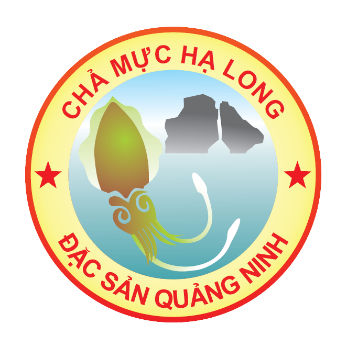 CHẢ MỰC HẠ LONG
ĐẶC SẢN QUẢNG NINH